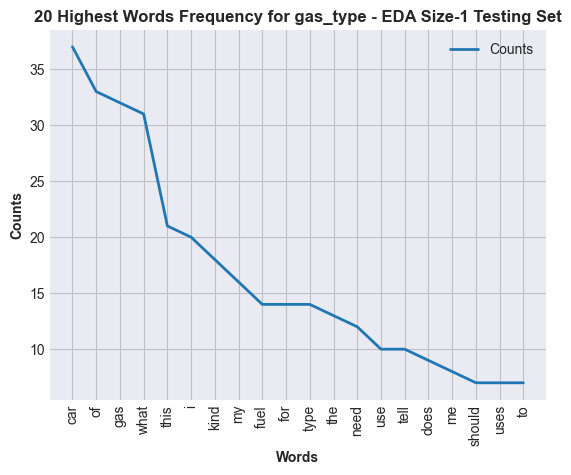 20 Highest Words Frequency for gas_type - EDA Size-1 Testing Set
Counts
35
30
25
20
15
10
Counts
car
of
gas
what
this
i
kind
my
fuel
for
type
the
need
use
tell
does
me
should
uses
to
Words